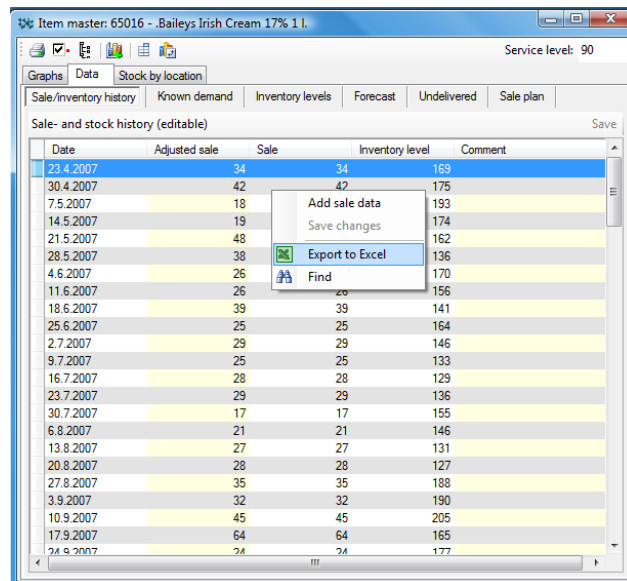 Item master: 65016 - .Baileys Irish Cream 17% 1 l.
Service level: 90
Graphs Data Stock by location
Sale/inventory history Known demand Inventory levels Forecast Undelivered Sale plan
Sale- and stock history (editable) Save
Date Adjusted sale Sale Inventory level Comment
23.4.2007 34 34 169
30.4.2007 42 42 175
7.5.2007 18 Add sale data 193
14.5.2007 19 Save changes 174
21.5.2007 48 162
28.5.2007 38 Export to Excel 136
4.6.2007 26 Find 170
11.6.2007 26 26 156
18.6.2007 39 39 141
25.6.2007 25 25 164
2.7.2007 29 29 146
9.7.2007 25 25 133
16.7.2007 28 28 129
23.7.2007 29 29 136
30.7.2007 17 17 155
6.8.2007 21 21 146
13.8.2007 27 27 131
20.8.2007 28 28 127
27.8.2007 35 35 188
3.9.2007 32 32 190
10.9.2007 45 45 205
17.9.2007 64 64 165
24.9.2007 24 24 177